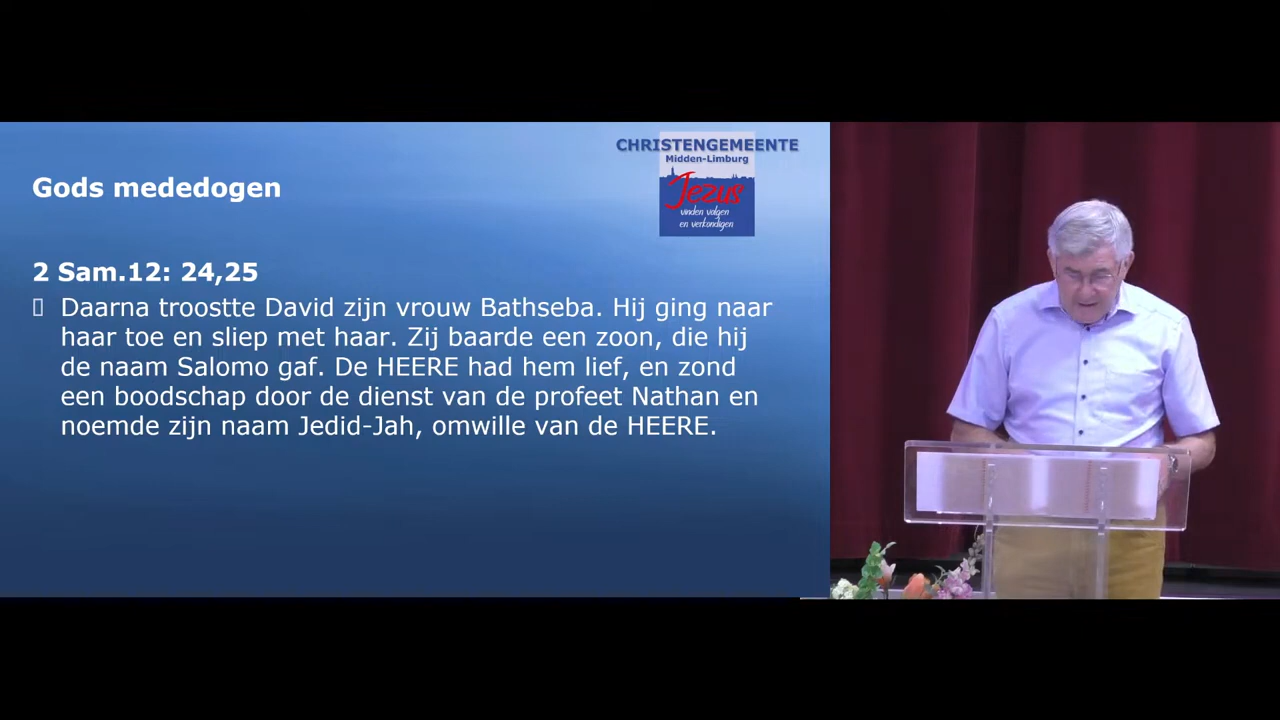 CHRISTENGEMEENTE
Midden-Limburg
Jezus
vinden volgen
en verkondigen
Gods mededogen
2 Sam.12: 24,25
Daarna troostte David zijn vrouw Bathseba. Hij ging naar
haar toe en sliep met haar. Zij baarde een zoon, die hij
de naam Salomo gaf. De HEERE had hem lief, en zond
een boodschap door de dienst van de profeet Nathan en
noemde zijn naam Jedid-Jah, omwille van de HEERE.